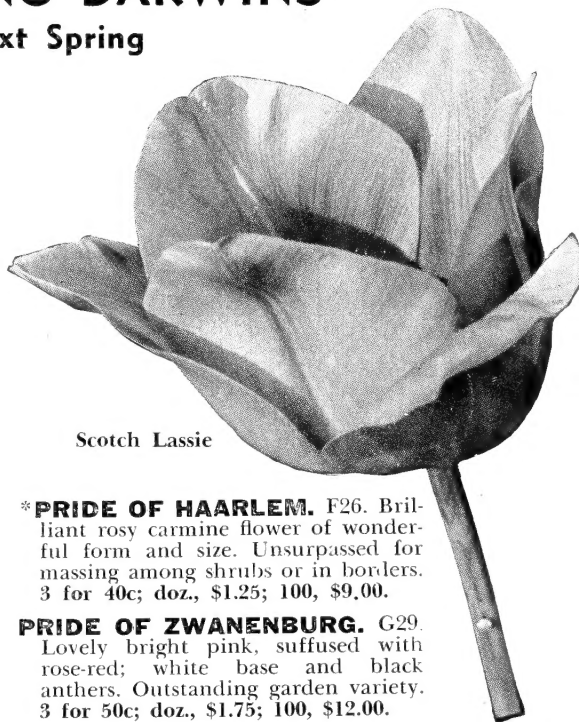 DARWINS
xt Spring
Scotch Lassie
*PRIDE OF HAARLEM. F26. Bril-
liant rosy carmine flower of wonder-
ful form and size. Unsurpassed for
massing among shrubs or in borders.
3 for 40c; doz., $1.25; 100, $9.00.
PRIDE OF ZWANENBURG. G29.
Lovely bright pink, suffused with
rose-red; white base and black
anthers. Outstanding garden variety.
3 for 50c; doz., $1.75; 100, $12.00.